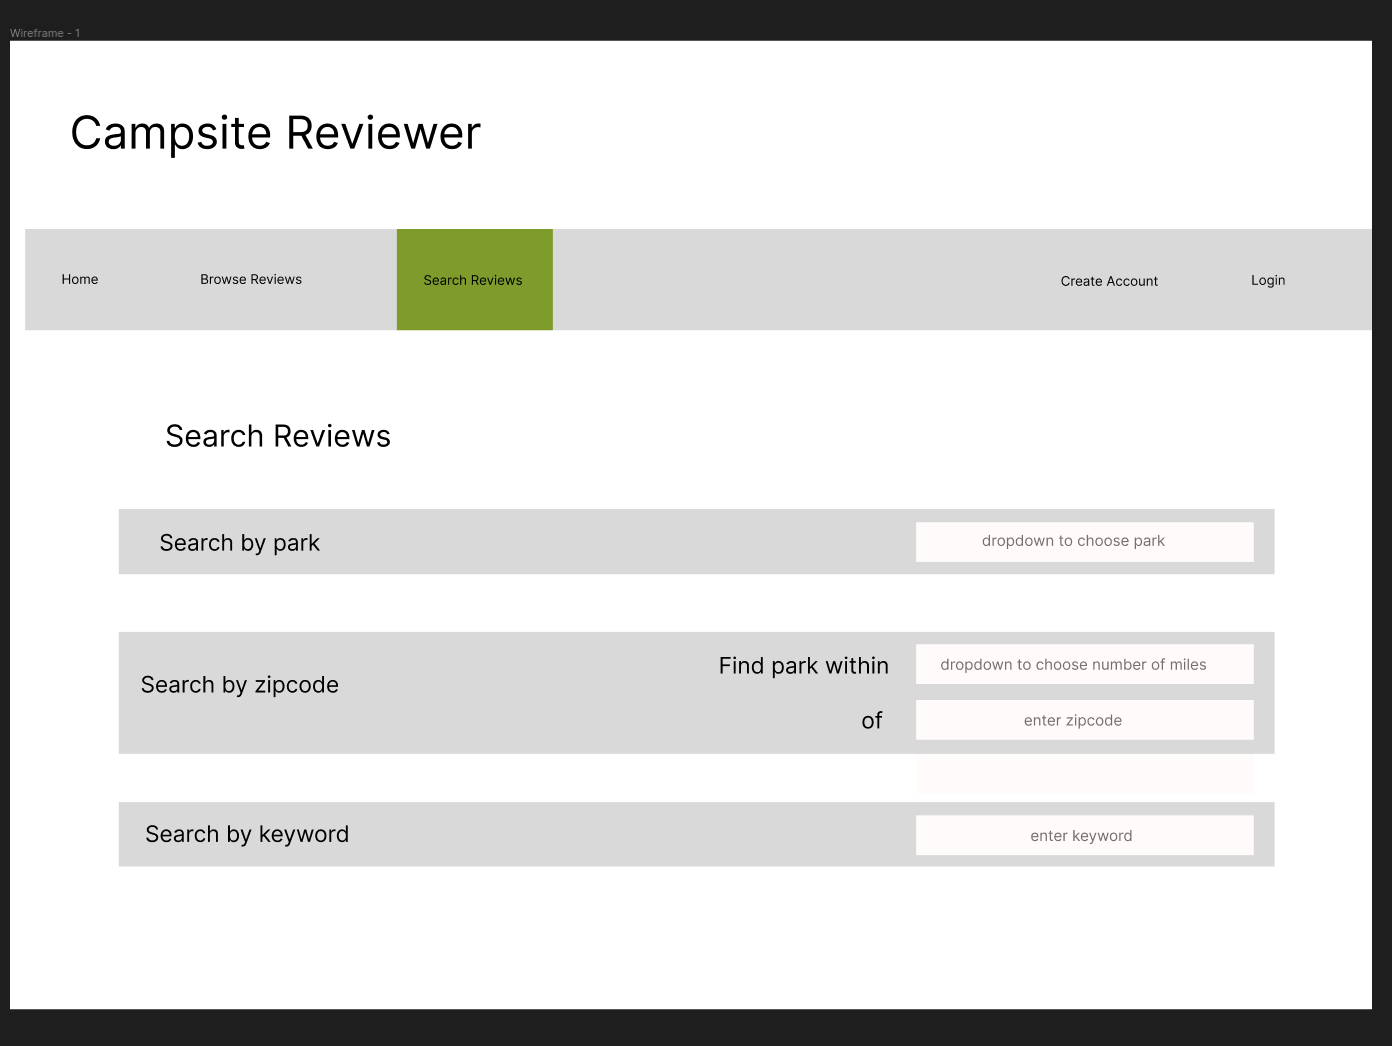 Wireframe - 1
Campsite Reviewer
Home Browse Reviews Search Reviews Create Account Login
Search Reviews
Search by park dropdown to choose park
Find park within dropdown to choose number of miles
Search by zipcode
of enter zipcode
Search by keyword enter keyword